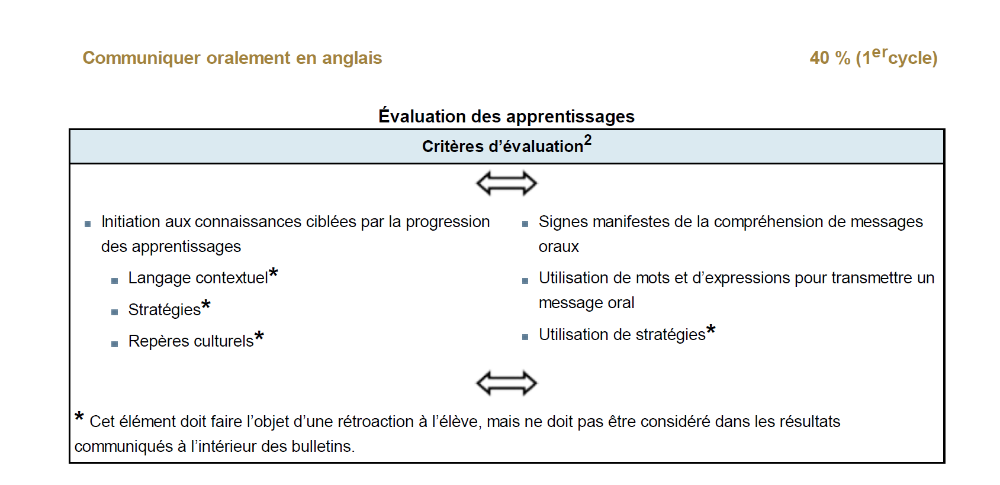 Communiquer oralement en anglais
40 % (1er cycle)
Évaluation des apprentissages
Critères d’évaluation2
Initiation aux connaissances ciblées par la progression
des apprentissages
Langage contextuel*
Stratégies*
Repères culturels*
Signes manifestes de la compréhension de messages
oraux
Utilisation de mots et d’expressions pour transmettre un
message oral
Utilisation de stratégies*
* Cet élément doit faire l’objet d’une rétroaction à l’élève, mais ne doit pas être considéré dans les résultats
communiqués à l’intérieur des bulletins.